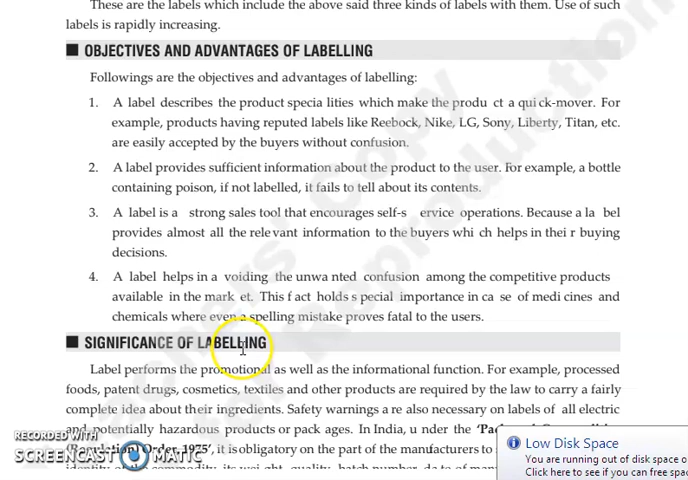 These are the labels which include the above said three kinds of labels with them. Use of such
labels is rapidly increasing.
OBJECTIVES AND ADVANTAGES OF LABELLING
Followings are the objectives and advantages of labelling:
1. A label describes the product specia lities which make the produ ct a qui ck-mover. For
example, products having reputed labels like Reebock, Nike, LG, Sony, Liberty, Titan, etc.
are easily accepted by the buyers without confusion.
2. A label provides sufficient information about the product to the user. For example, a bottle
containing poison, if not labelled, it fails to tell about its contents.
3. A label is a strong sales tool that encourages self-s ervice operations. Because a la bel
provides almost all the rele vant information to the buyers whi ch helps in thei r buying
decisions.
4. A label helps in a voiding the unwa nted confusion among the competitive products
available in the mark et. This f act holds s pecial importance in ca se of medi cines and
chemicals where even a spelling mistake proves fatal to the users.
SIGNIFICANCE OF LABELLING
Label performs the promotional as well as the informational function. For example, processed
foods, patent drugs, cosmetics, textiles and other products are required by the law to carry a fairly
complete idea about their ingredients. Safety warnings a re also necessary on labels of all electric
and potentially hazardous products or pack ages. In India, u nder the
Order, 1975', it is obligatory on the part of the manufacturers to
RECORDED WITH
SCREENCAST MATIC
Low Disk Space
You are running out of disk space o
Click here to see if you can free spac